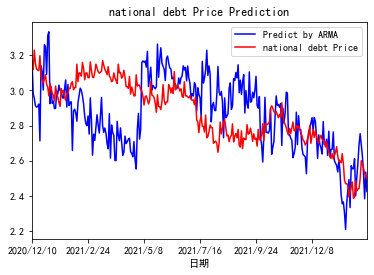 national debt Price Prediction
Predict by ARMA
national debt Price
3.2
3.0
2.8
2.6
2.4
2.2
2020/12/10 2021/2/24 2021/5/8 2021/7/16 2021/9/24 2021/12/8
日期